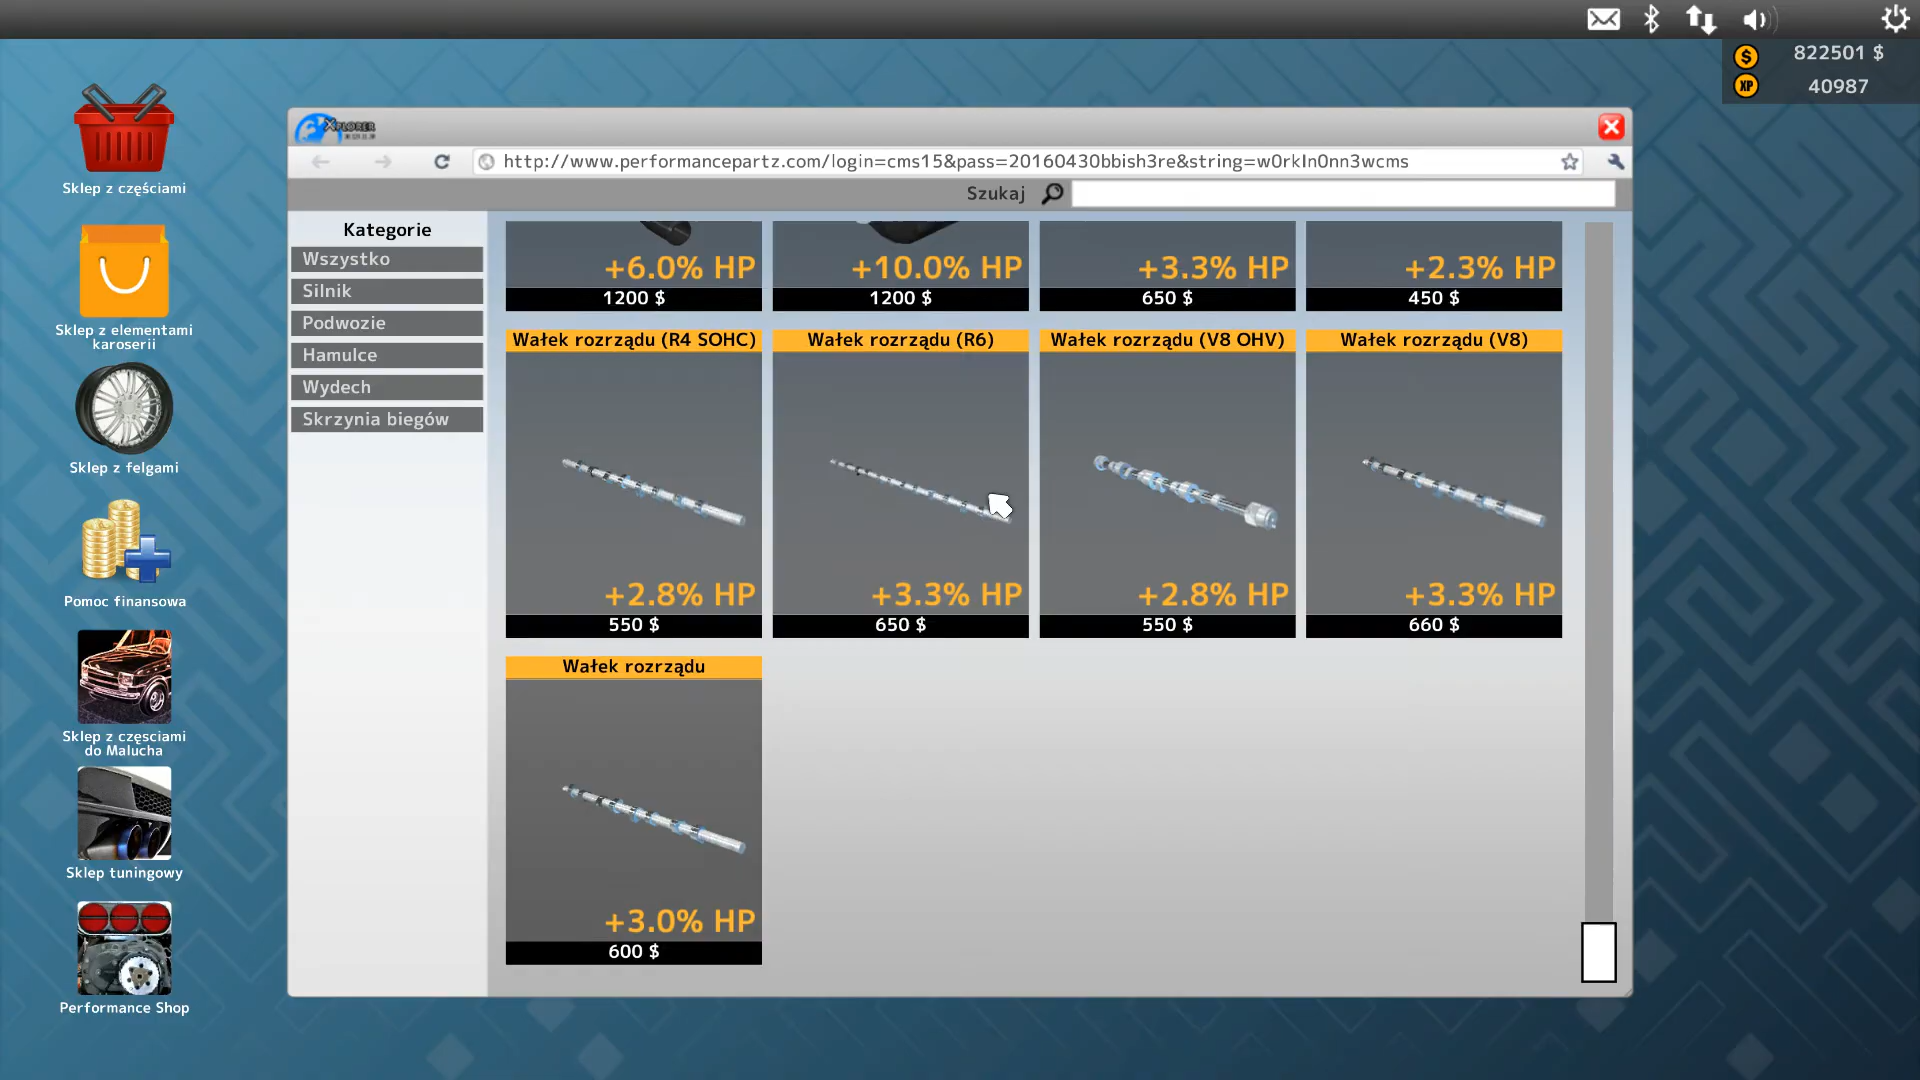 822501 $
XP 40987
Sklep z częściami
Sklep z elementami
karoserii
Sklep z felgami
Pomoc finansowa
Sklep z częsciami
do Malucha
Sklep tuningowy
Performance Shop
XPLORER
http://www.performancepartz.com/login=cms15&pass=20160430bbish3re&string=w0rkIn0nn3wcms
Szukaj
Kategorie
Wszystko
Silnik
Podwozie
Hamulce
Wydech
Skrzynia biegów
+6.0% HP
1200 $
+10.0% HP
1200 $
+3.3% HP
650 $
+2.3% HP
450 $
Wałek rozrządu (R4 SOHC)
+2.8% HP
550 $
Wałek rozrządu (R6)
+3.3% HP
650 $
Wałek rozrządu (V8 OHV)
+2.8% HP
550 $
Wałek rozrządu (V8)
+3.3% HP
660 $
Wałek rozrządu
+3.0% HP
600 $